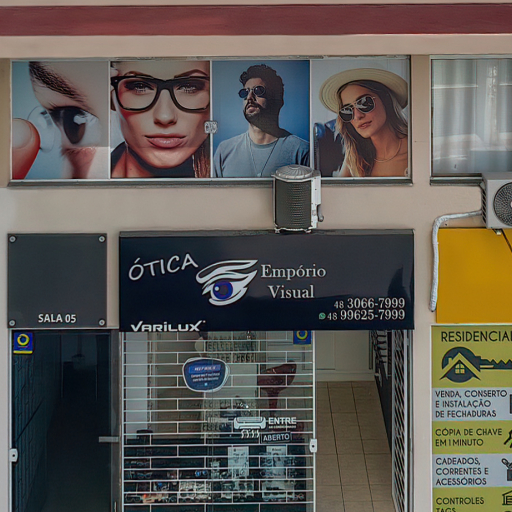 ÓTICA
Empório
Visual
48 3066-7999
48 99625-7999
VARILUX
SALA 05
ENTRE
ABERTO
RESIDENCIAL
VENDA, CONSERTO
E INSTALAÇÃO
DE FECHADURAS
CÓPIA DE CHAVE
EM 1 MINUTO
CADEADOS,
CORRENTES E
ACESSÓRIOS
CONTROLES
TAGS